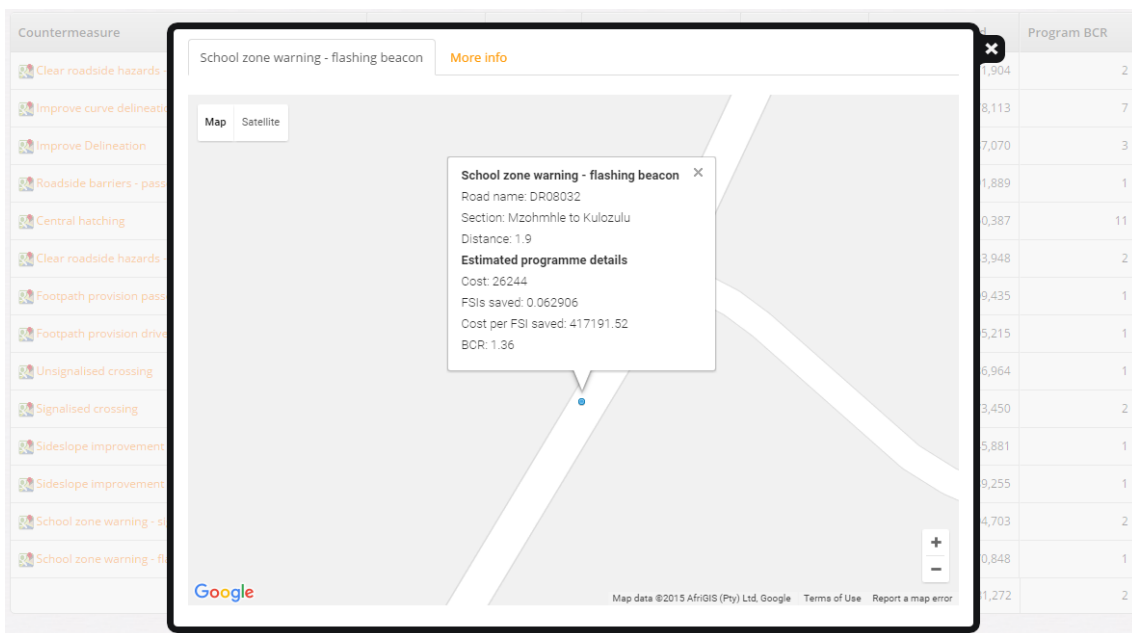 Countermeasure
Program BCR
School zone warning - flashing beacon
More info
Clear roadside hazards -
1,904
2
Improve curve delineatio
8,113
7
Improve Delineation
7,070
3
Roadside barriers - pass
1,889
1
Central hatching
0,387
11
Clear roadside hazards -
3,948
2
Footpath provision pass
9,435
1
Footpath provision drive
5,215
1
Unsignalised crossing
6,964
1
Signalised crossing
3,450
2
Sideslope improvement
5,881
1
Sideslope improvement
9,255
1
School zone warning - si
4,703
2
School zone warning - fla
0,848
1
1,272
2
Map Satellite
School zone warning - flashing beacon
Road name: DR08032
Section: Mzohmhle to Kulozulu
Distance: 1.9
Estimated programme details
Cost: 26244
FSIs saved: 0.062906
Cost per FSI saved: 417191.52
BCR: 1.36
Google
Map data ©2015 AfriGIS (Pty) Ltd, Google Terms of Use Report a map error